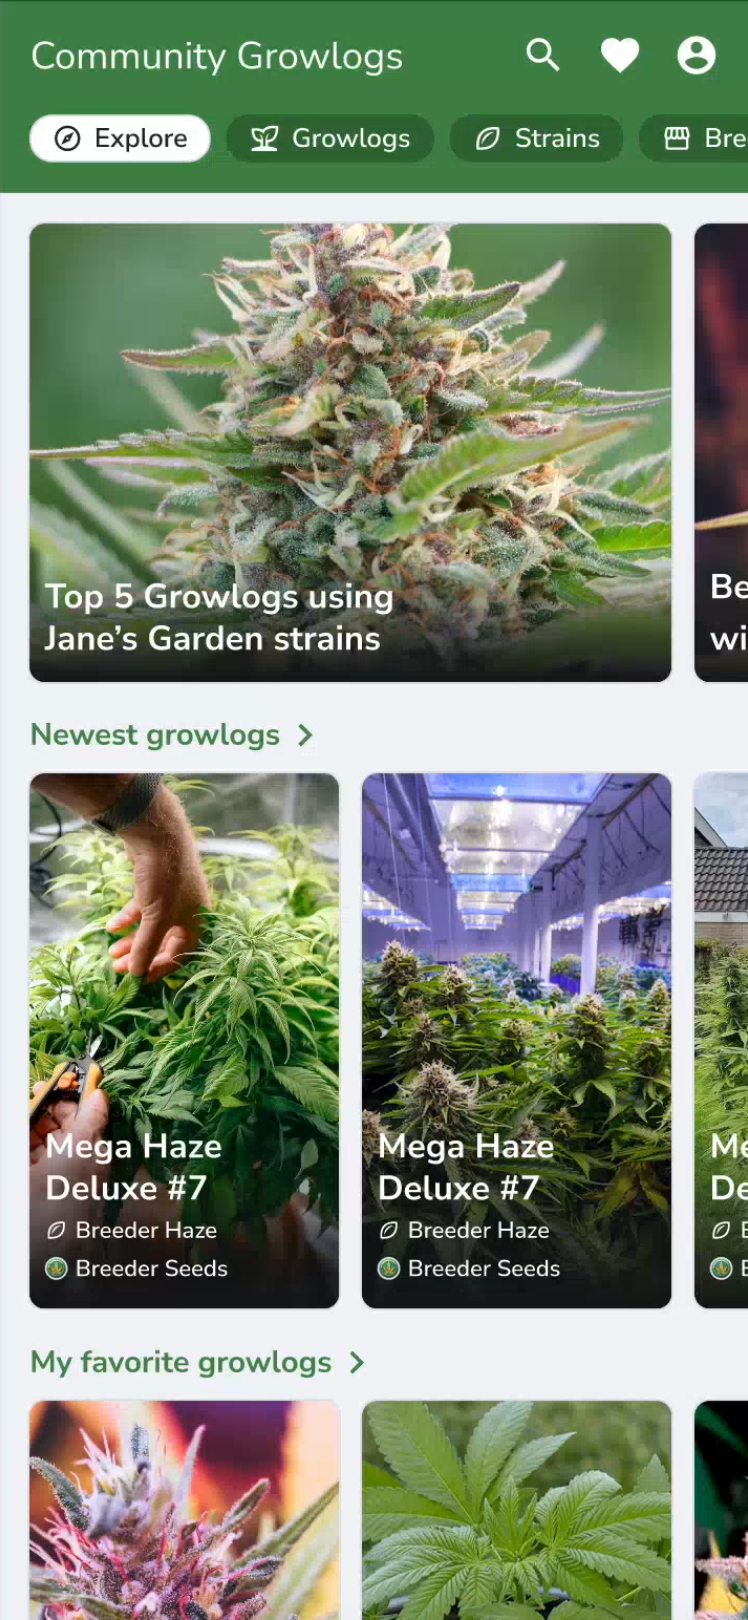 Community Growlogs
Explore
Growlogs
Strains
Bre
Top 5 Growlogs using
Jane’s Garden strains
Be
wi
Newest growlogs
Mega Haze
Deluxe #7
Breeder Haze
Breeder Seeds
Mega Haze
Deluxe #7
Breeder Haze
Breeder Seeds
Me
De
B
B
My favorite growlogs